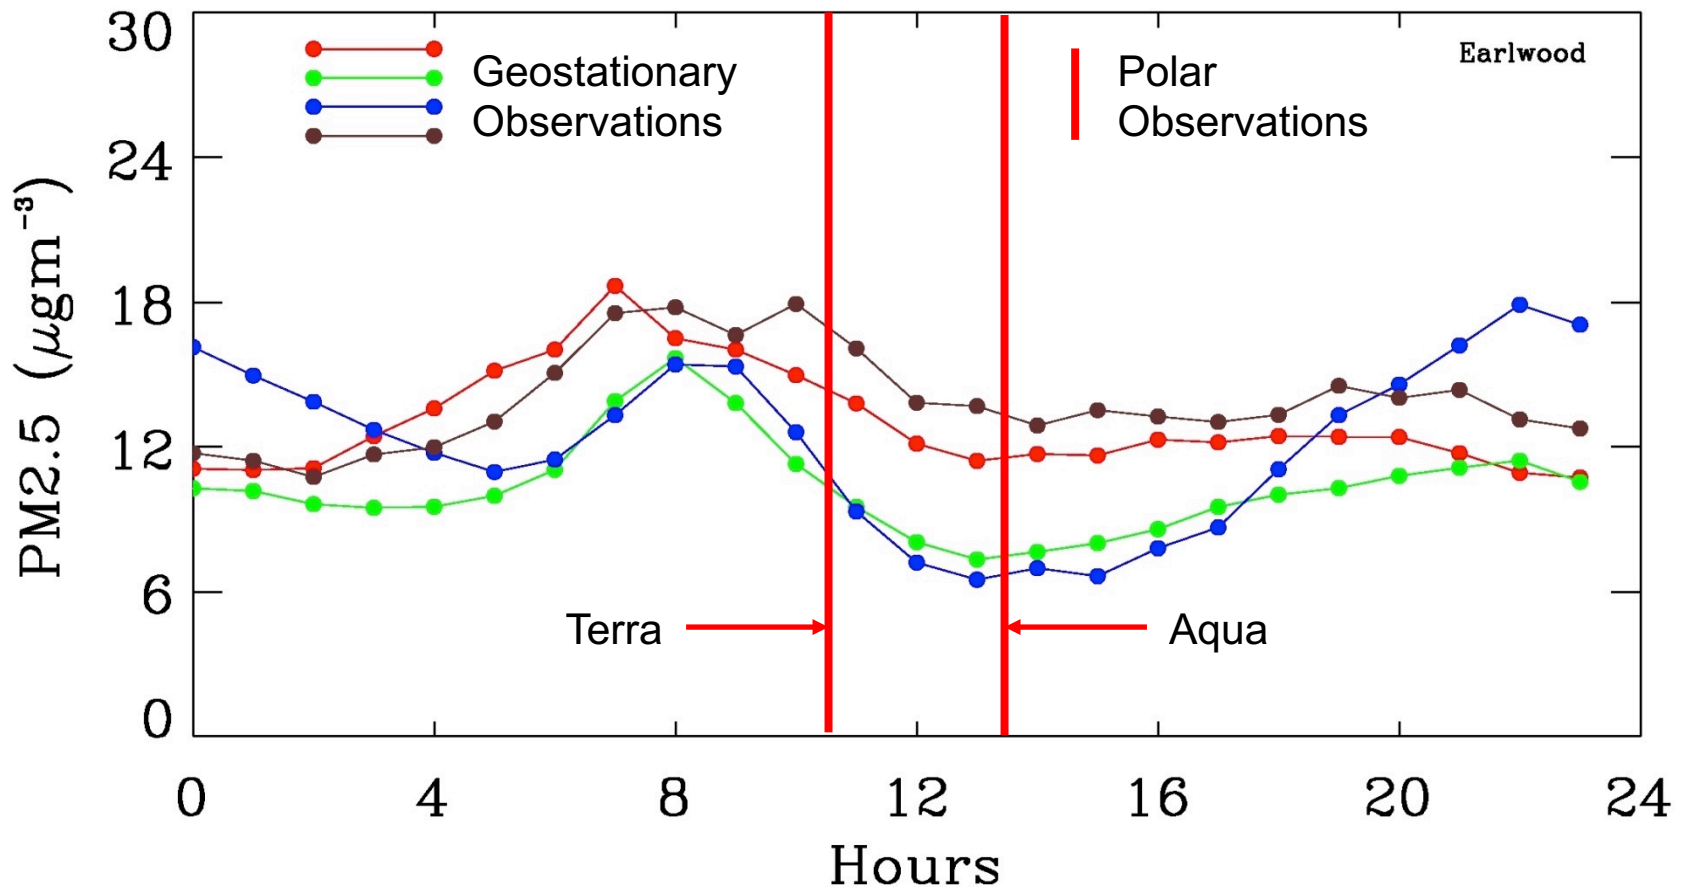 30
24
18
12
6
0
PM2.5 (μgm⁻³)
Geostationary
Observations
Polar
Observations
Earlwood
Terra
Aqua
0 4 8 12 16 20 24
Hours